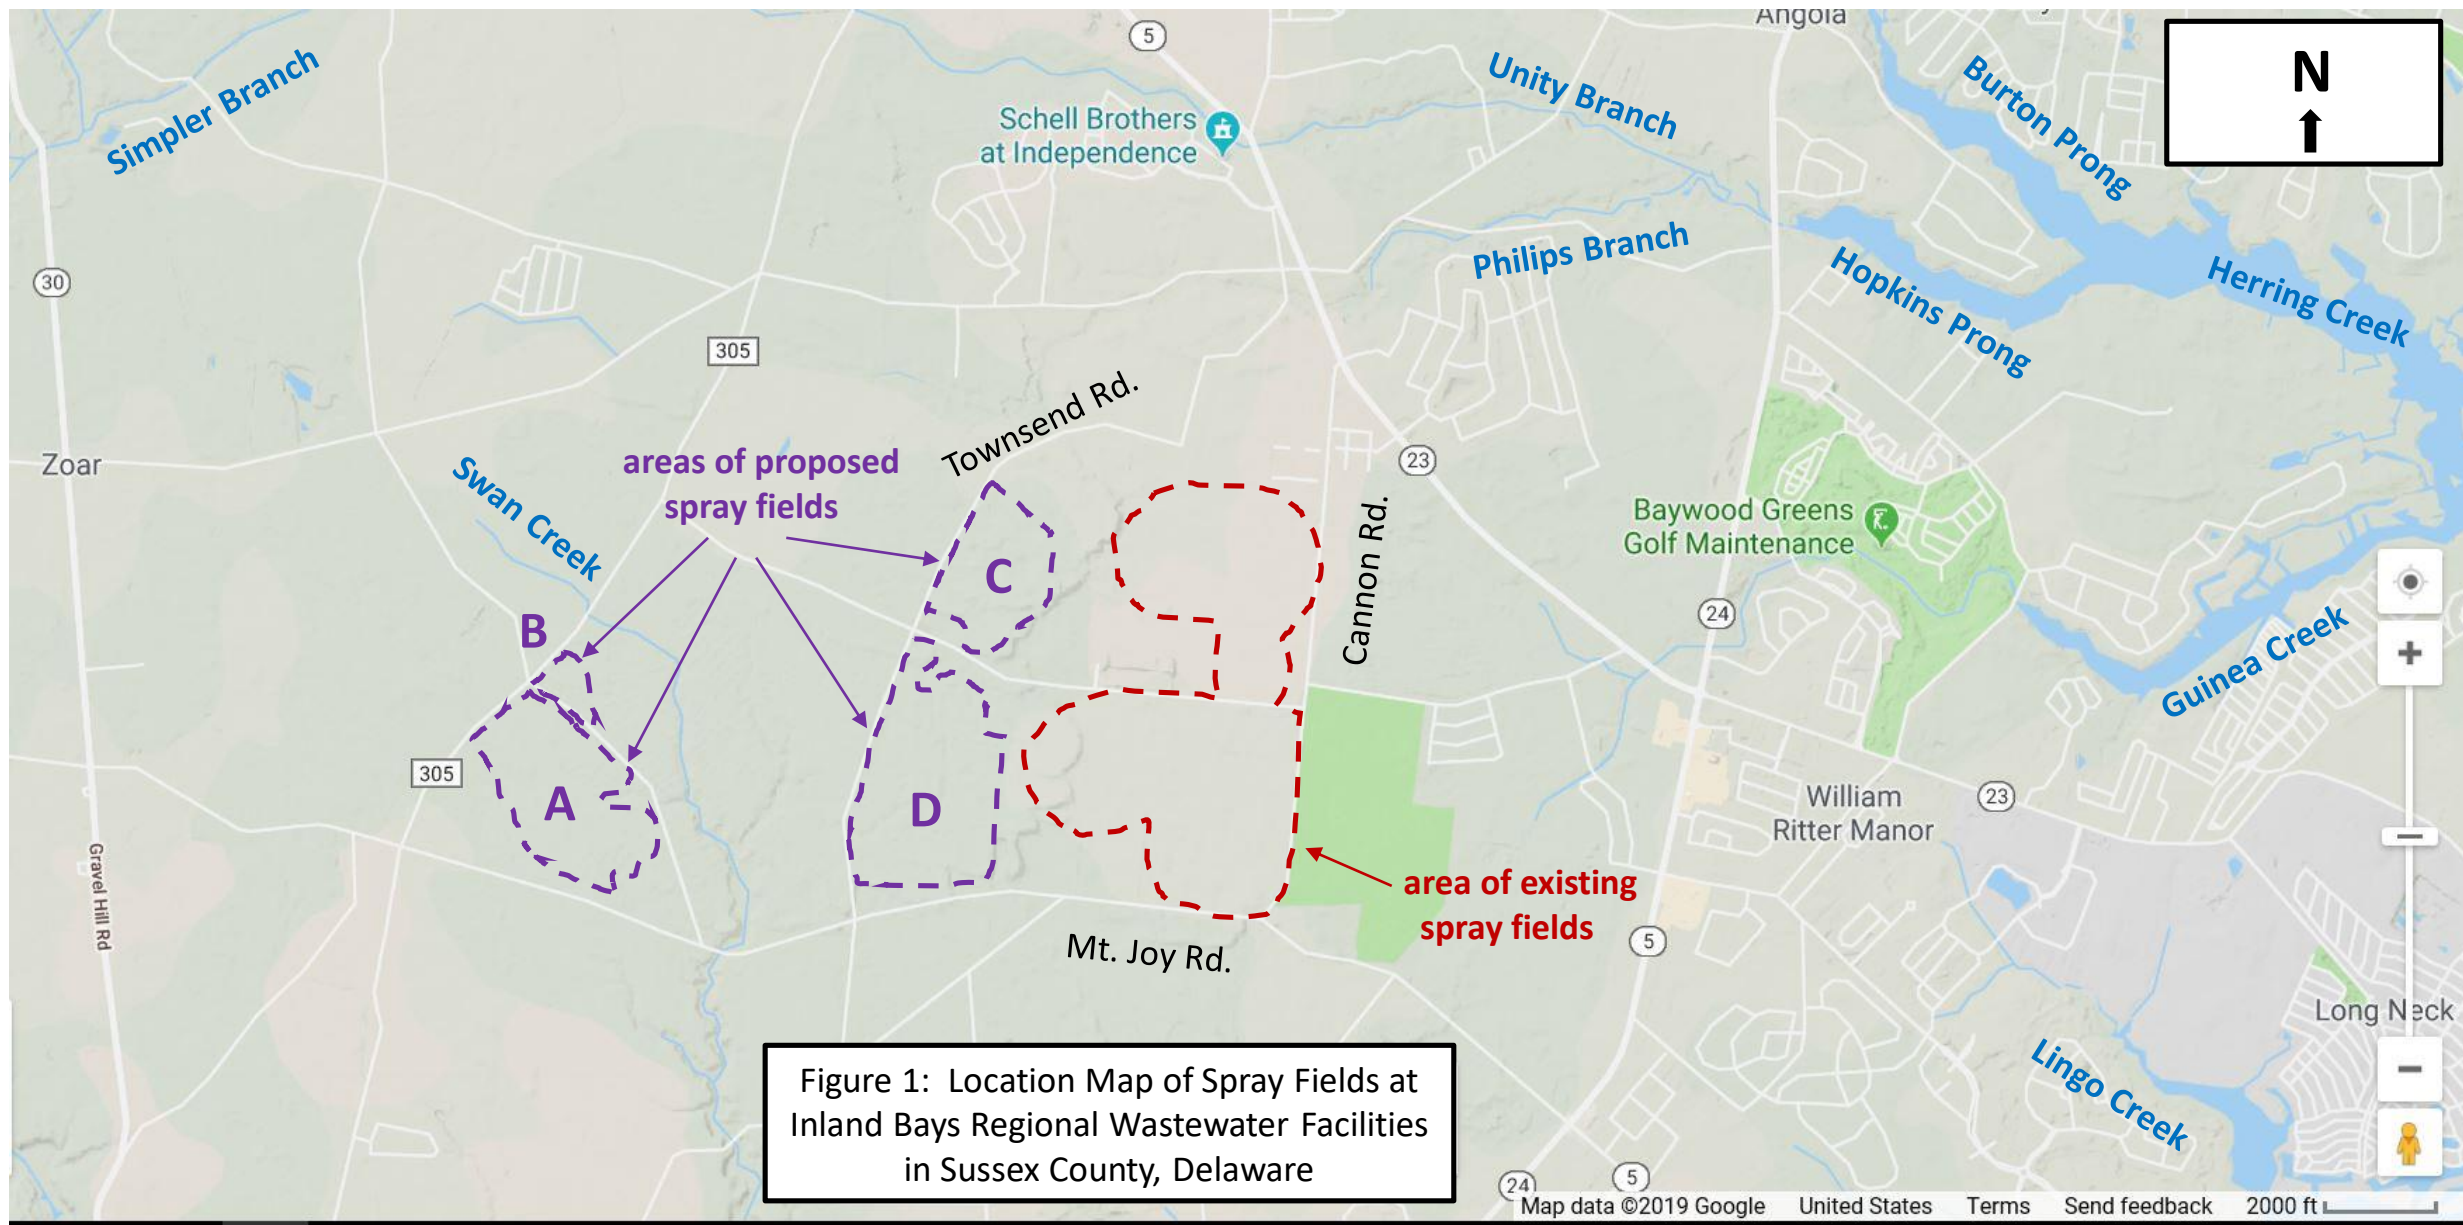 Angola
5
Simpler Branch
Unity Branch
Burton Prong
N
Schell Brothers
at Independence
Philips Branch
Hopkins Prong
Herring Creek
30
305
Townsend Rd.
Zoar
Swan Creek
areas of proposed
spray fields
23
Cannon Rd.
Baywood Greens
Golf Maintenance
C
B
24
Guinea Creek
305
A
D
William
Ritter Manor
23
Gravel Hill Rd
area of existing
spray fields
5
Mt. Joy Rd.
Long Neck
Lingo Creek
Figure 1: Location Map of Spray Fields at
Inland Bays Regional Wastewater Facilities
in Sussex County, Delaware
24
5
Map data ©2019 Google United States Terms Send feedback 2000 ft